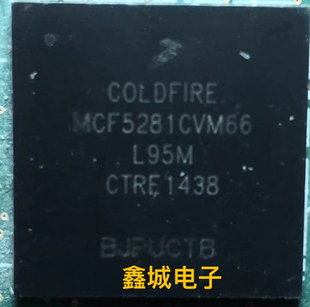 COLDFIRE
MCF5281CVM66
L95M
CTRE1438
BJPUCTB
鑫城电子